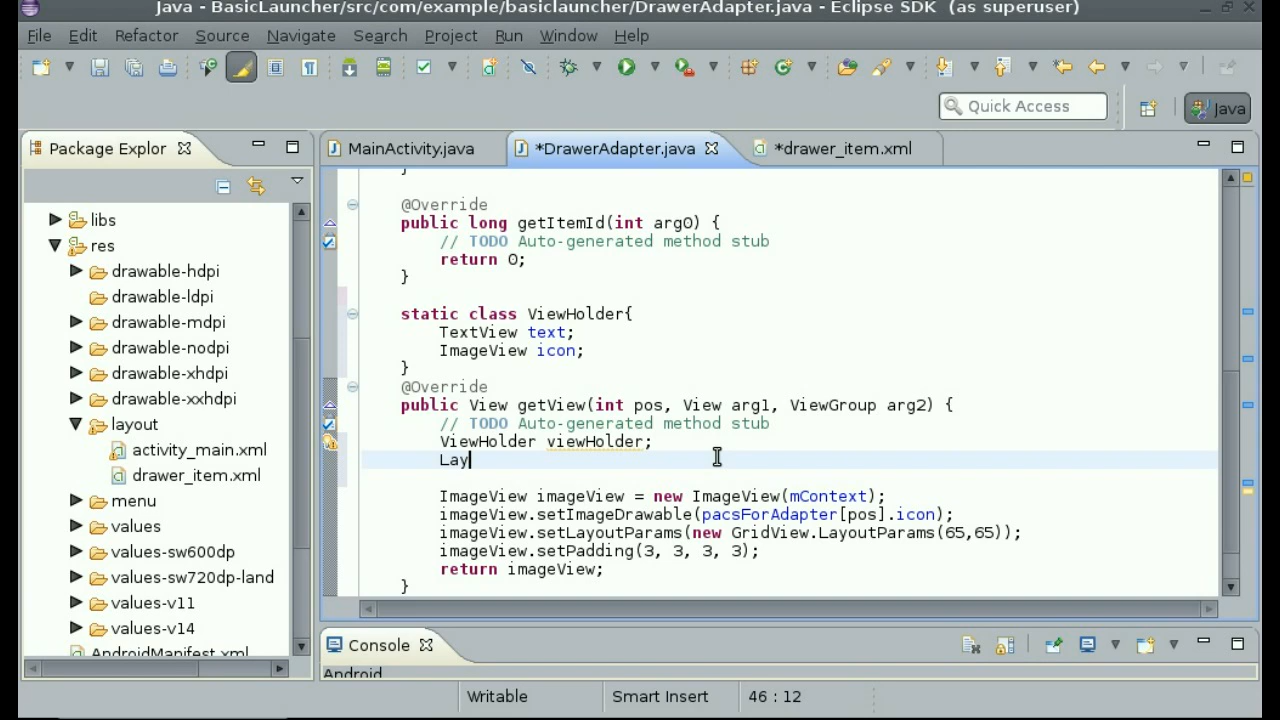 Java - BasicLauncher/src/com/example/basiclauncher/DrawerAdapter.java - Eclipse SDK (as superuser)
File Edit Refactor Source Navigate Search Project Run Window Help
Quick Access
Java
Package Explor
MainActivity.java
*DrawerAdapter.java
*drawer_item.xml
libs
res
drawable-hdpi
drawable-ldpi
drawable-mdpi
drawable-nodpi
drawable-xhdpi
drawable-xxhdpi
layout
activity_main.xml
drawer_item.xml
menu
values
values-sw600dp
values-sw720dp-land
values-v11
values-v14
AndroidManifest.xml
}
@Override
public long getItemId(int arg0) {
// TODO Auto-generated method stub
return 0;
}
static class ViewHolder{
TextView text;
ImageView icon;
}
@Override
public View getView(int pos, View arg1, ViewGroup arg2) {
// TODO Auto-generated method stub
ViewHolder viewHolder;
Lay
ImageView imageView = new ImageView(mContext);
imageView.setImageDrawable(pacsForAdapter[pos].icon);
imageView.setLayoutParams(new GridView.LayoutParams(65,65));
imageView.setPadding(3, 3, 3, 3);
return imageView;
}
Console
Android
Writable
Smart Insert
46 : 12